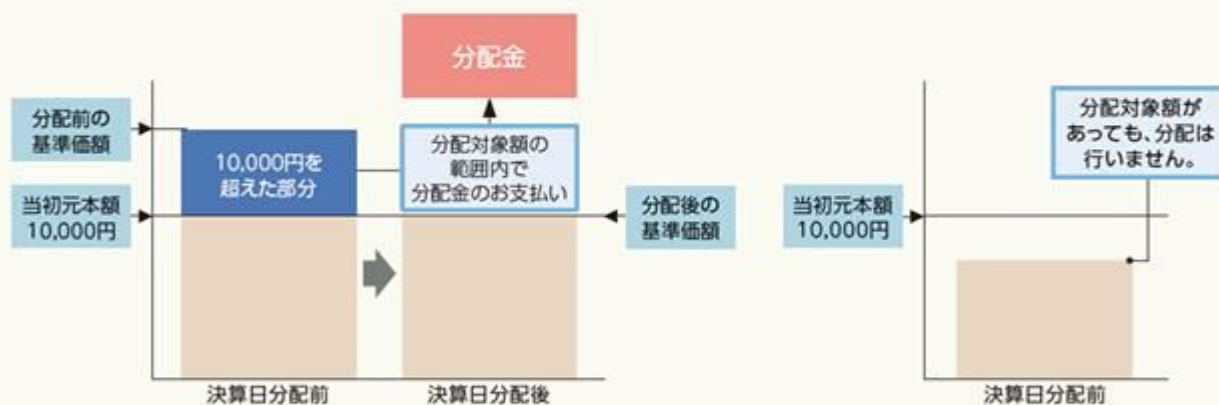 分配金
分配前の
基準価額
10,000円を
超えた部分
分配対象額の
範囲内で
分配金のお支払い
当初元本額
10,000円
分配後の
基準価額
決算日分配前
決算日分配後
分配対象額が
あっても、分配は
行いません。
当初元本額
10,000円
決算日分配前